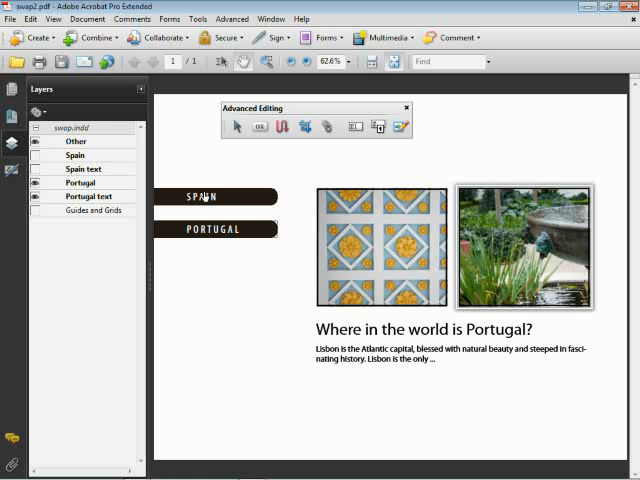 swap2.pdf - Adobe Acrobat Pro Extended
File Edit View Document Comments Forms Tools Advanced Window Help
Create Combine Collaborate Secure Sign Forms Multimedia Comment
1 / 1 62.6% Find
Layers
swap.indd
Other
Spain
Spain text
Portugal
Portugal text
Guides and Grids
Advanced Editing
OK
SPAIN
PORTUGAL
Where in the world is Portugal?
Lisbon is the Atlantic capital, blessed with natural beauty and steeped in fasci-
nating history. Lisbon is the only ...